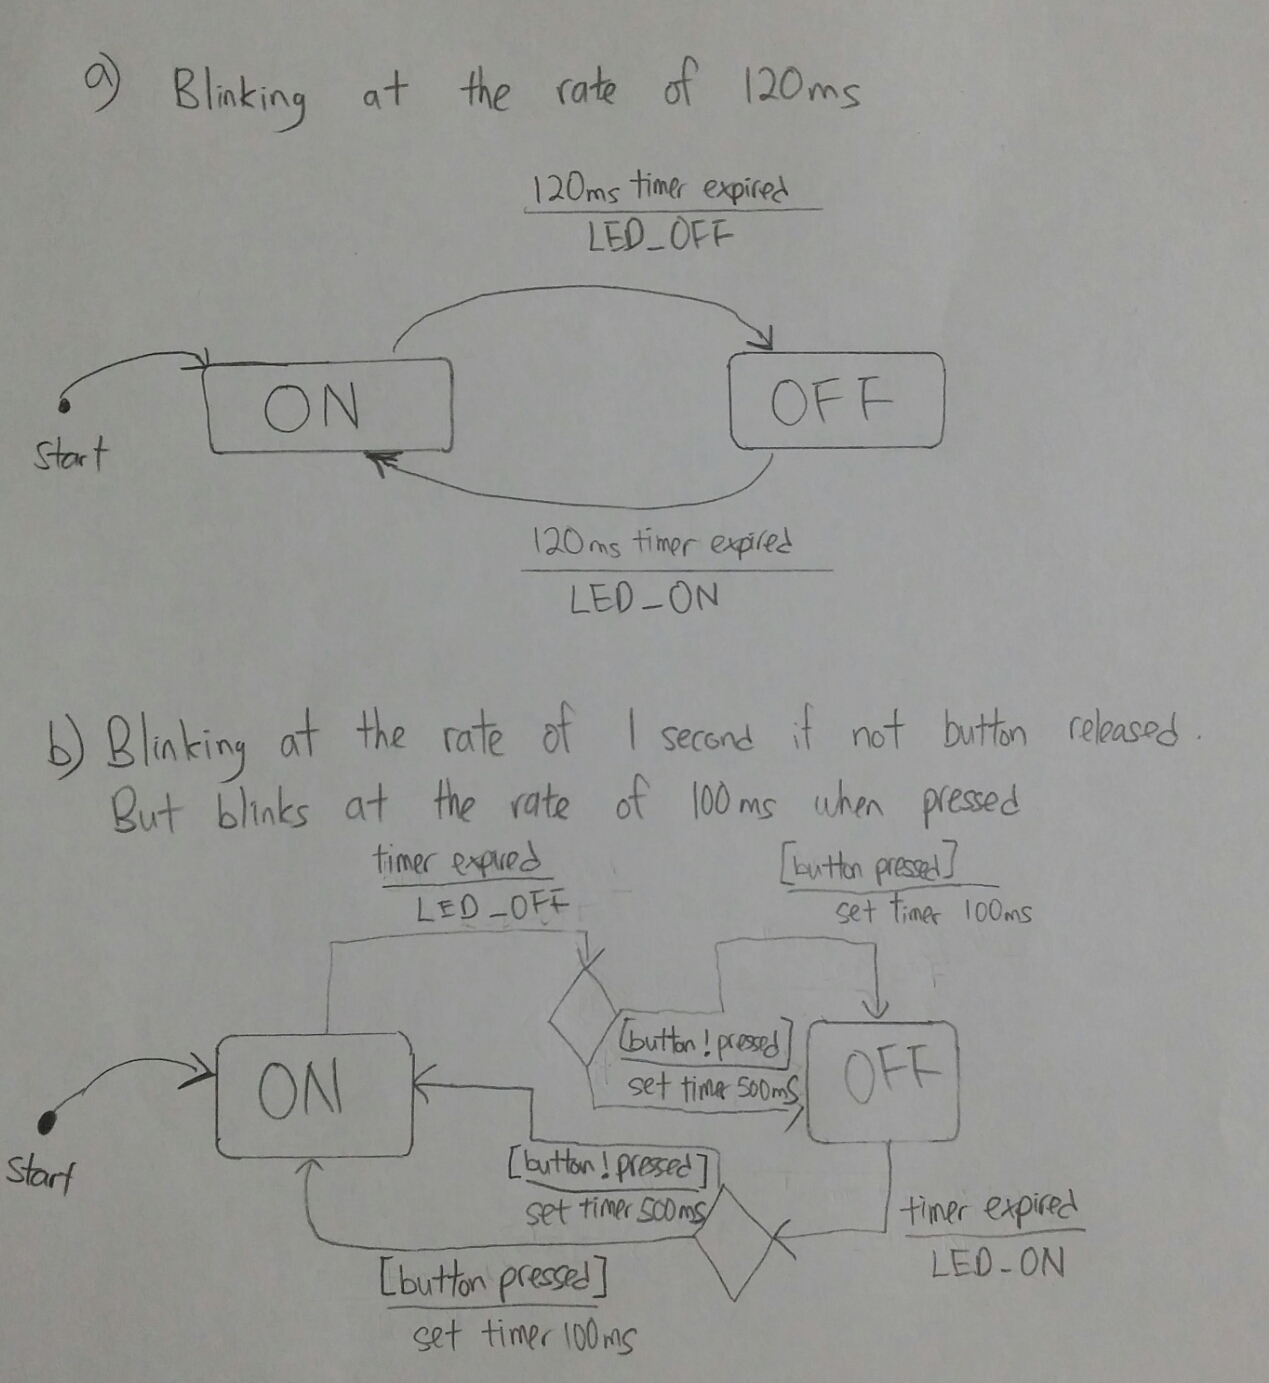 a) Blinking at the rate of 120ms
120ms timer expired
LED_OFF
ON
OFF
Start
120ms timer expired
LED_ON
b) Blinking at the rate of 1 second if not button released.
But blinks at the rate of 100ms when pressed
timer expired
LED_OFF
[button pressed]
set timer 100ms
[button!pressed]
set timer 500ms
ON
OFF
Start
[button!pressed]
set timer 500ms
timer expired
LED_ON
[button pressed]
set timer 100ms